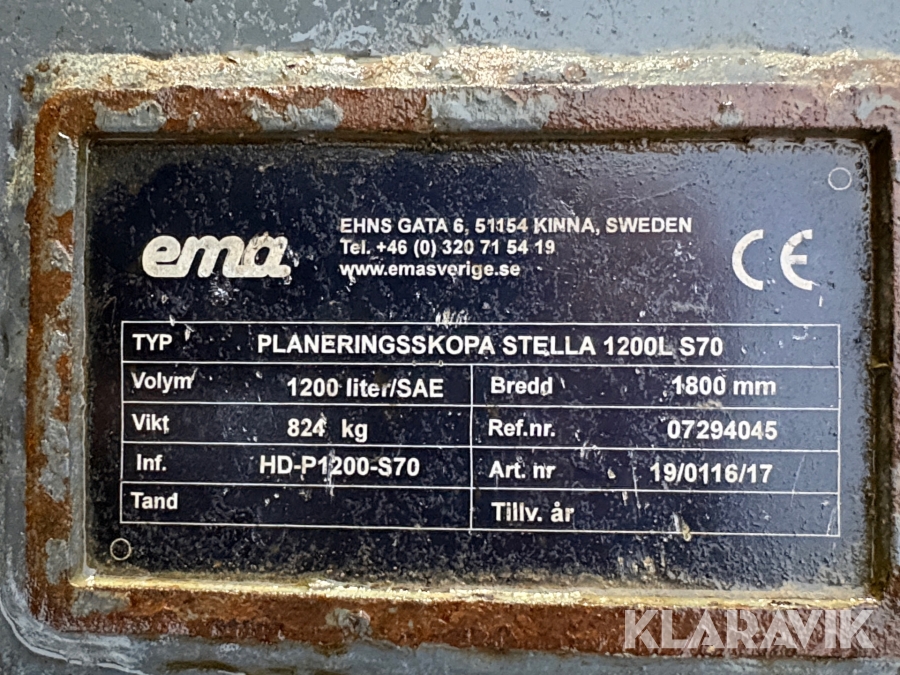 ema
EHNS GATA 6, 51154 KINNA, SWEDEN
Tel. +46 (0) 320 71 54 19
www.emasverige.se
CE
TYP PLANERINGSSKOPA STELLA 1200L S70
Volym 1200 liter/SAE Bredd 1800 mm
Vikt 824 kg Ref.nr. 07294045
Inf. HD-P1200-S70 Art. nr 19/0116/17
Tand Tillv. år
KLARAVIK